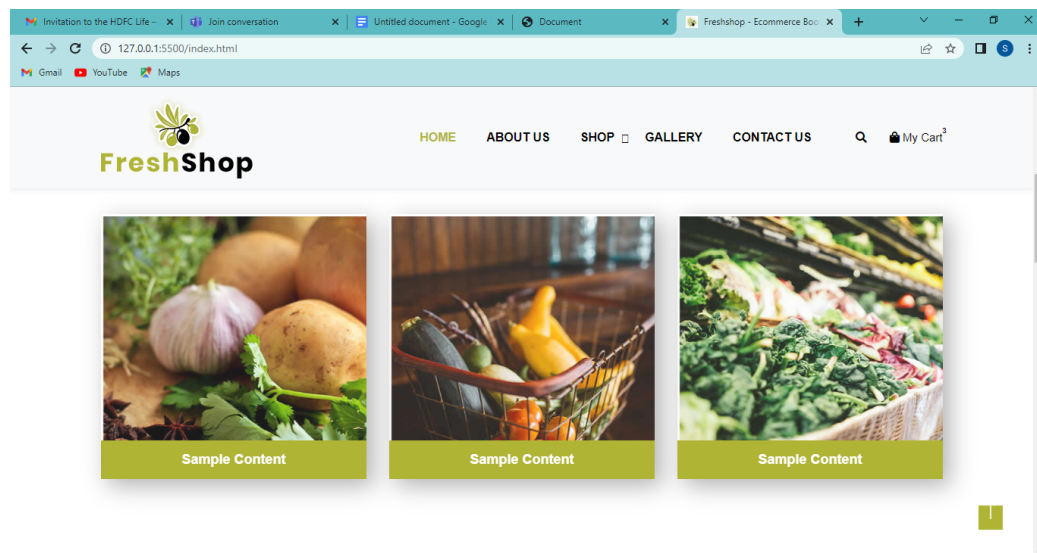 Invitation to the HDFC Life –
Join conversation
Untitled document - Google
Document
Freshshop - Ecommerce Boo
127.0.0.1:5500/index.html
S
Gmail
YouTube
Maps
FreshShop
HOME
ABOUT US
SHOP
GALLERY
CONTACT US
My Cart 3
Sample Content
Sample Content
Sample Content